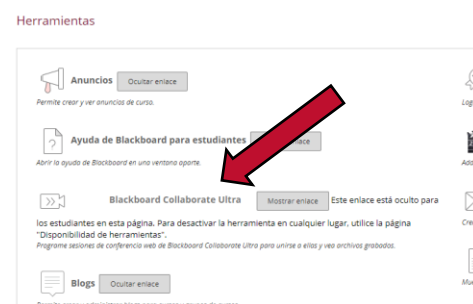 Herramientas
Anuncios Ocultar enlace
Permite crear y ver anuncios de curso.
Ayuda de Blackboard para estudiantes
Abrir la ayuda de Blackboard en una ventana aparte.
Blackboard Collaborate Ultra Mostrar enlace Este enlace está oculto para
los estudiantes en esta página. Para desactivar la herramienta en cualquier lugar, utilice la página
"Disponibilidad de herramientas".
Programe sesiones de conferencia web de Blackboard Collaborate Ultra para unirse a ellas y vea archivos grabados.
Blogs Ocultar enlace